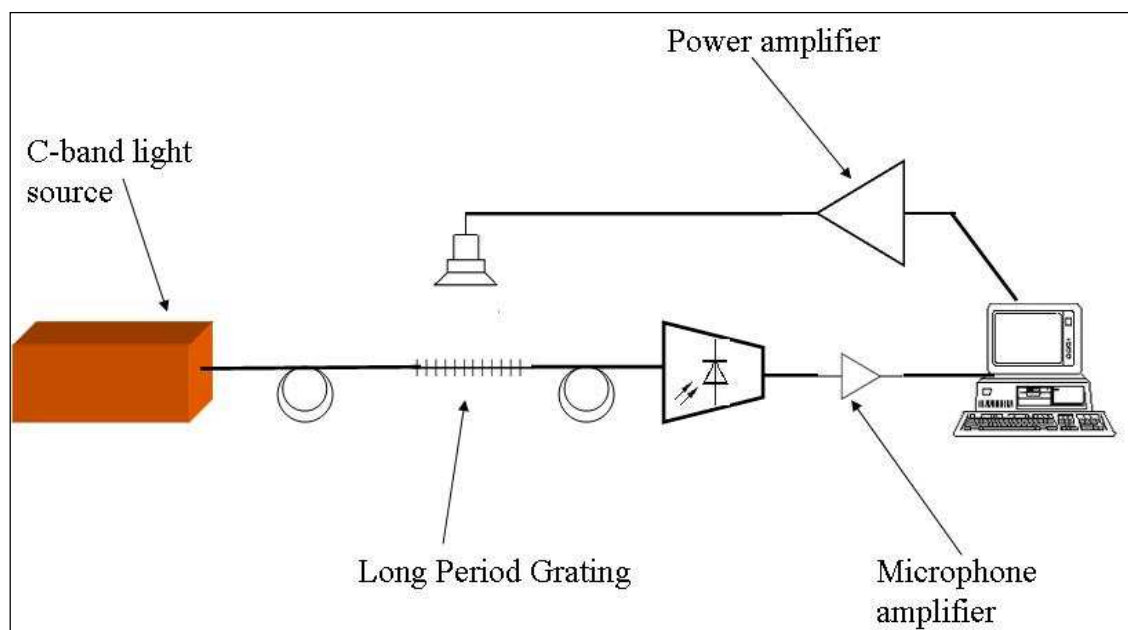 Power amplifier
C-band light
source
Long Period Grating
Microphone
amplifier